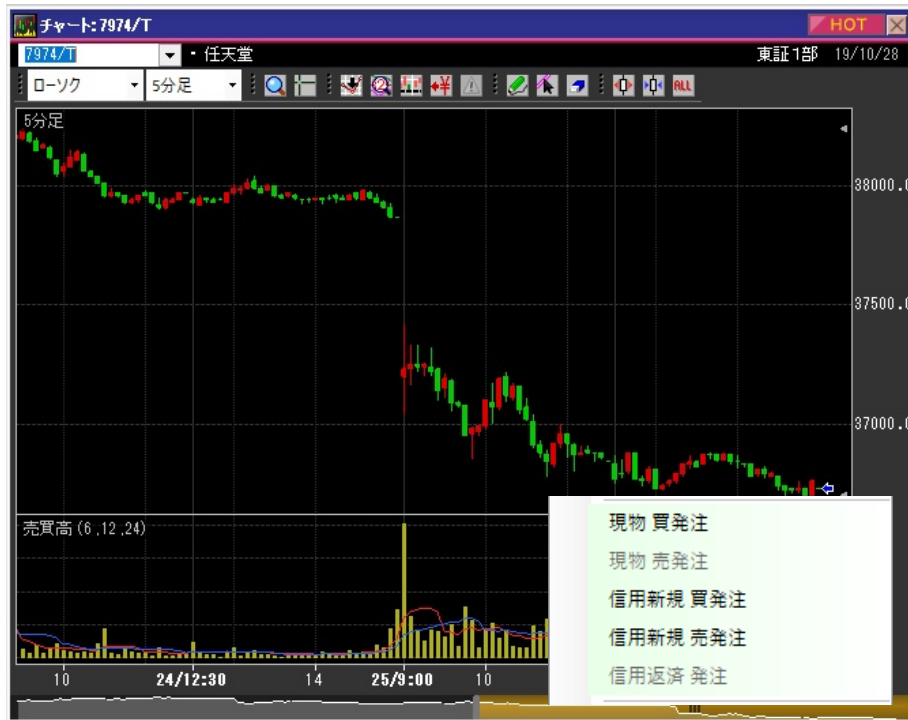 チャート:7974/T
HOT
7974/T
・任天堂
東証1部 19/10/28
ローソク
5分足
ALL
5分足
38000.0
37500.0
37000.0
売買高(6,12,24)
10
24/12:30
14
25/9:00
10
現物 買発注
現物 売発注
信用新規 買発注
信用新規 売発注
信用返済 発注